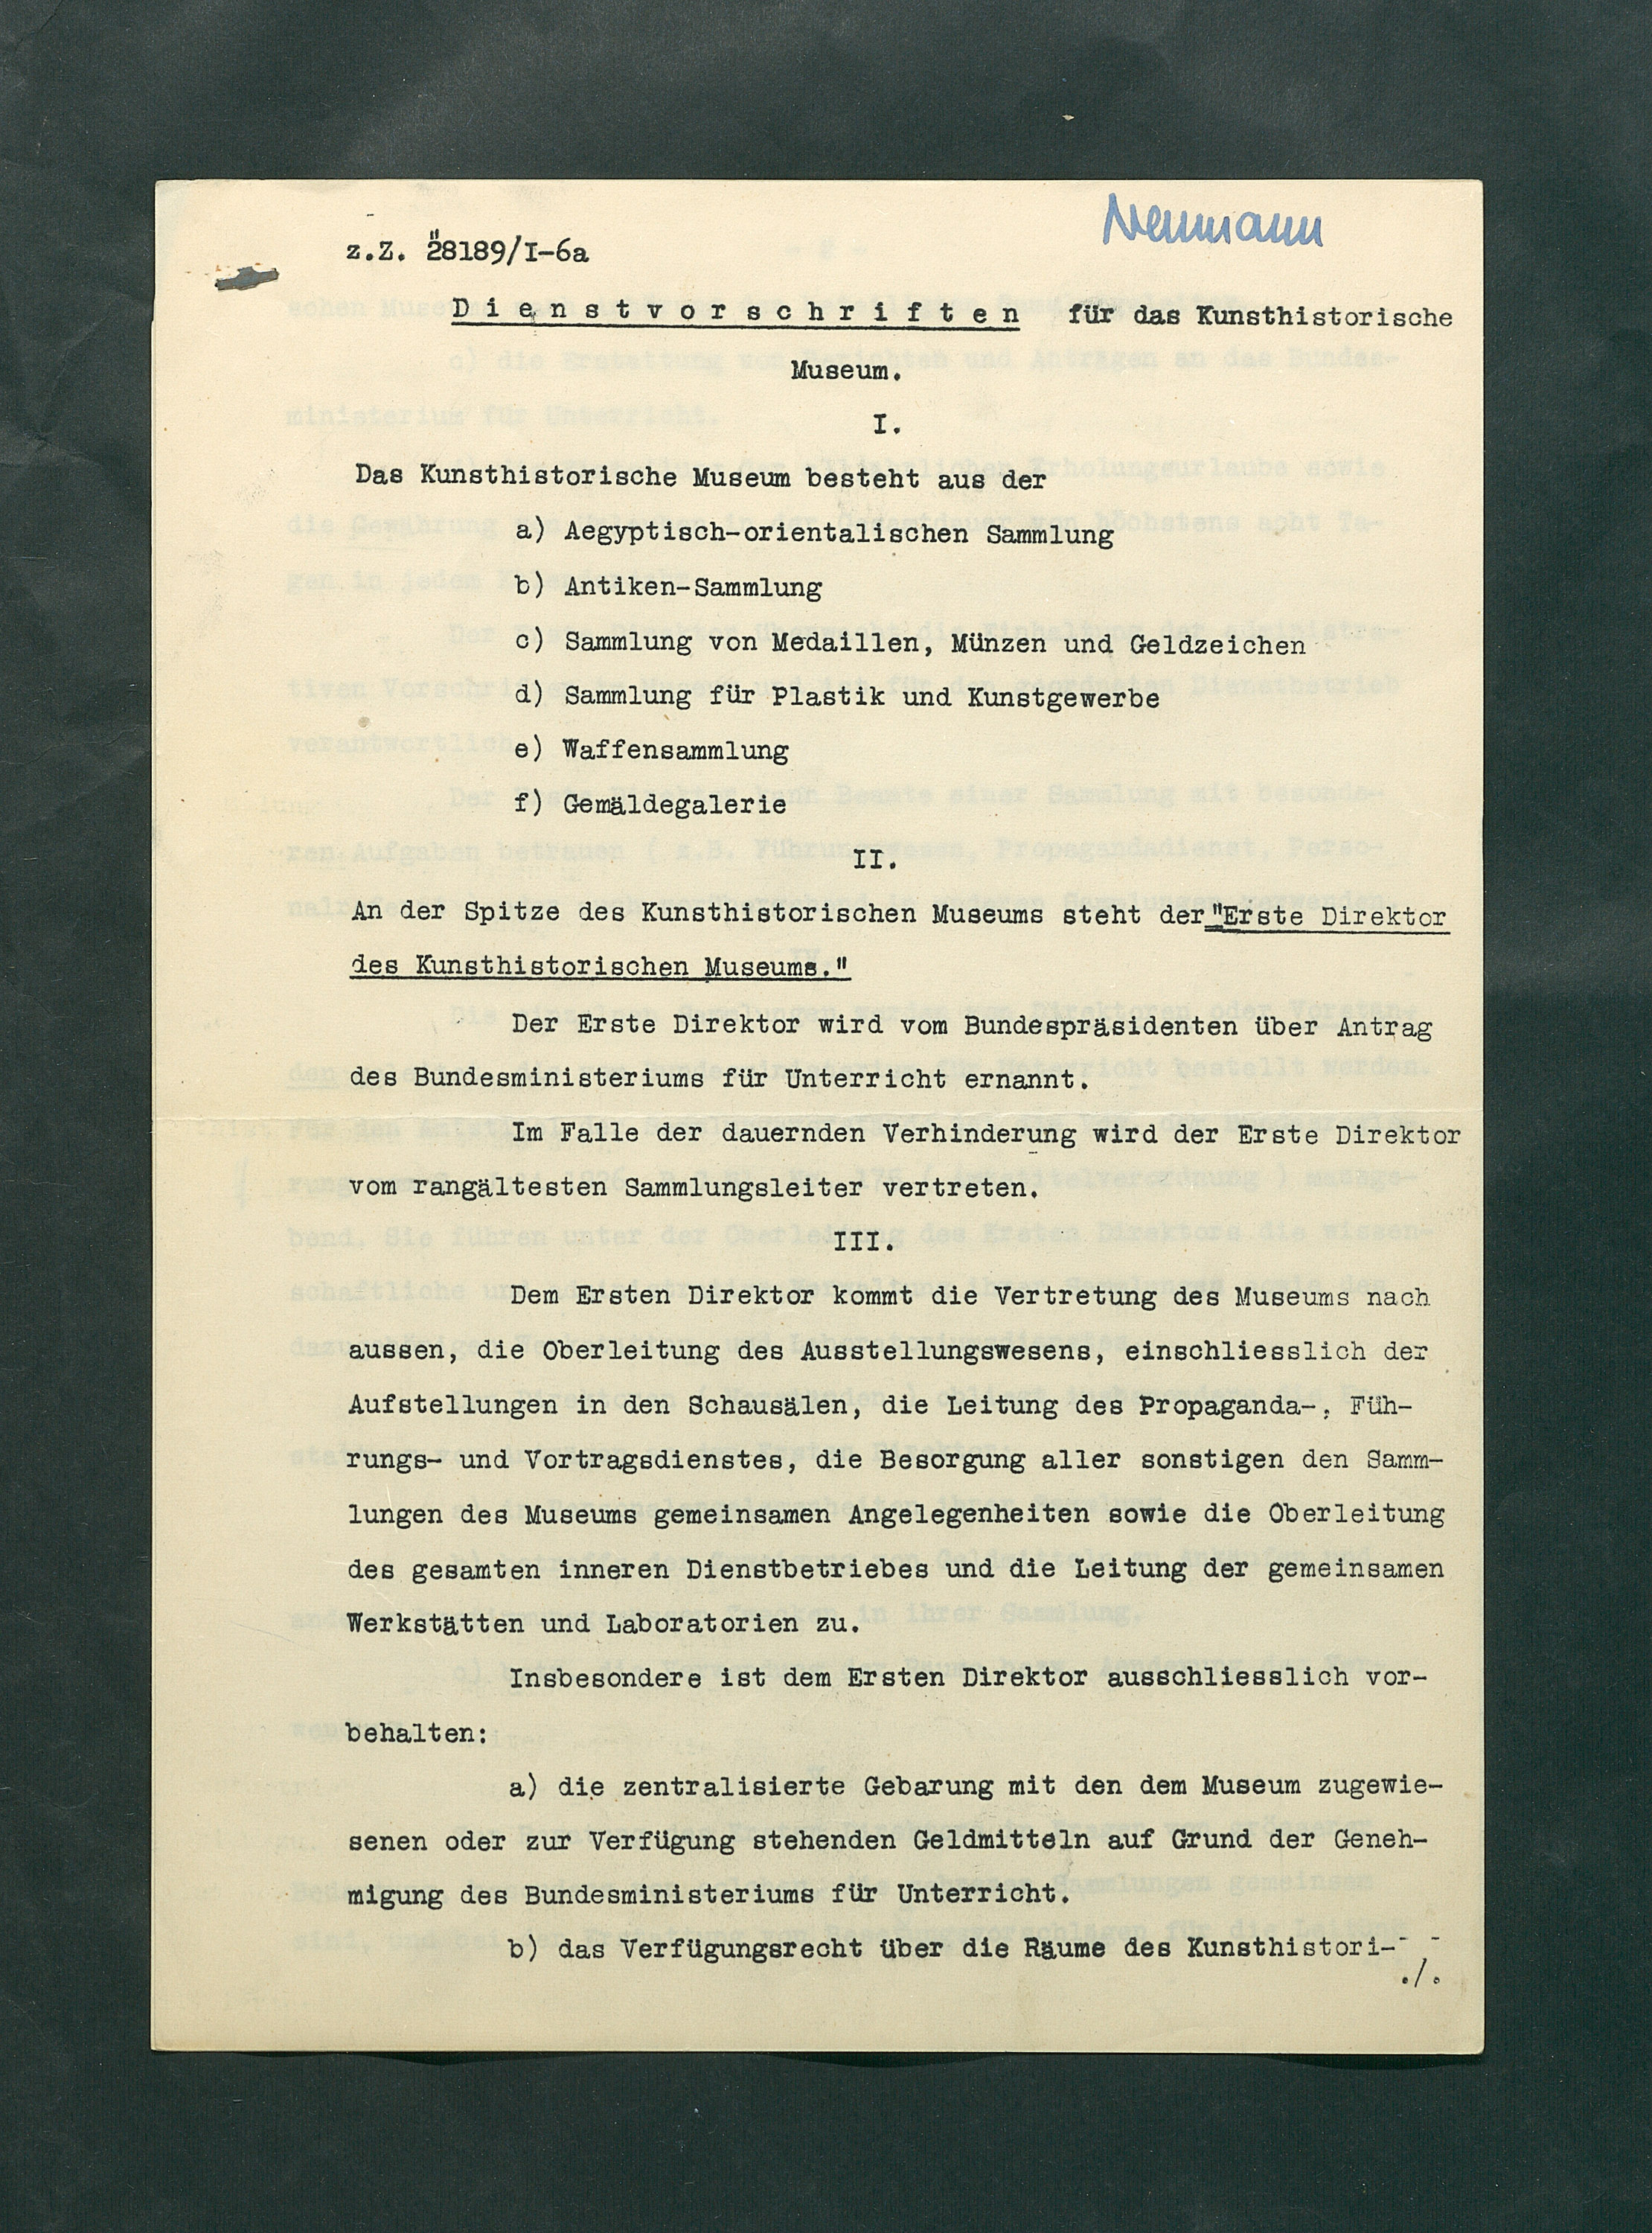 Neumann
z.Z. 28189/I-6a
Dienstvorschriften für das Kunsthistorische
Museum.
I.
Das Kunsthistorische Museum besteht aus der
a) Aegyptisch-orientalischen Sammlung
b) Antiken-Sammlung
c) Sammlung von Medaillen, Münzen und Geldzeichen
d) Sammlung für Plastik und Kunstgewerbe
e) Waffensammlung
f) Gemäldegalerie
II.
An der Spitze des Kunsthistorischen Museums steht der "Erste Direktor
des Kunsthistorischen Museums."
Der Erste Direktor wird vom Bundespräsidenten über Antrag
des Bundesministeriums für Unterricht ernannt.
Im Falle der dauernden Verhinderung wird der Erste Direktor
vom rangältesten Sammlungsleiter vertreten.
III.
Dem Ersten Direktor kommt die Vertretung des Museums nach
aussen, die Oberleitung des Ausstellungswesens, einschliesslich der
Aufstellungen in den Schausälen, die Leitung des Propaganda-, Füh-
rungs- und Vortragsdienstes, die Besorgung aller sonstigen den Samm-
lungen des Museums gemeinsamen Angelegenheiten sowie die Oberleitung
des gesamten inneren Dienstbetriebes und die Leitung der gemeinsamen
Werkstätten und Laboratorien zu.
Insbesondere ist dem Ersten Direktor ausschliesslich vor-
behalten:
a) die zentralisierte Gebarung mit den dem Museum zugewie-
senen oder zur Verfügung stehenden Geldmitteln auf Grund der Geneh-
migung des Bundesministeriums für Unterricht.
b) das Verfügungsrecht über die Räume des Kunsthistori-
./.